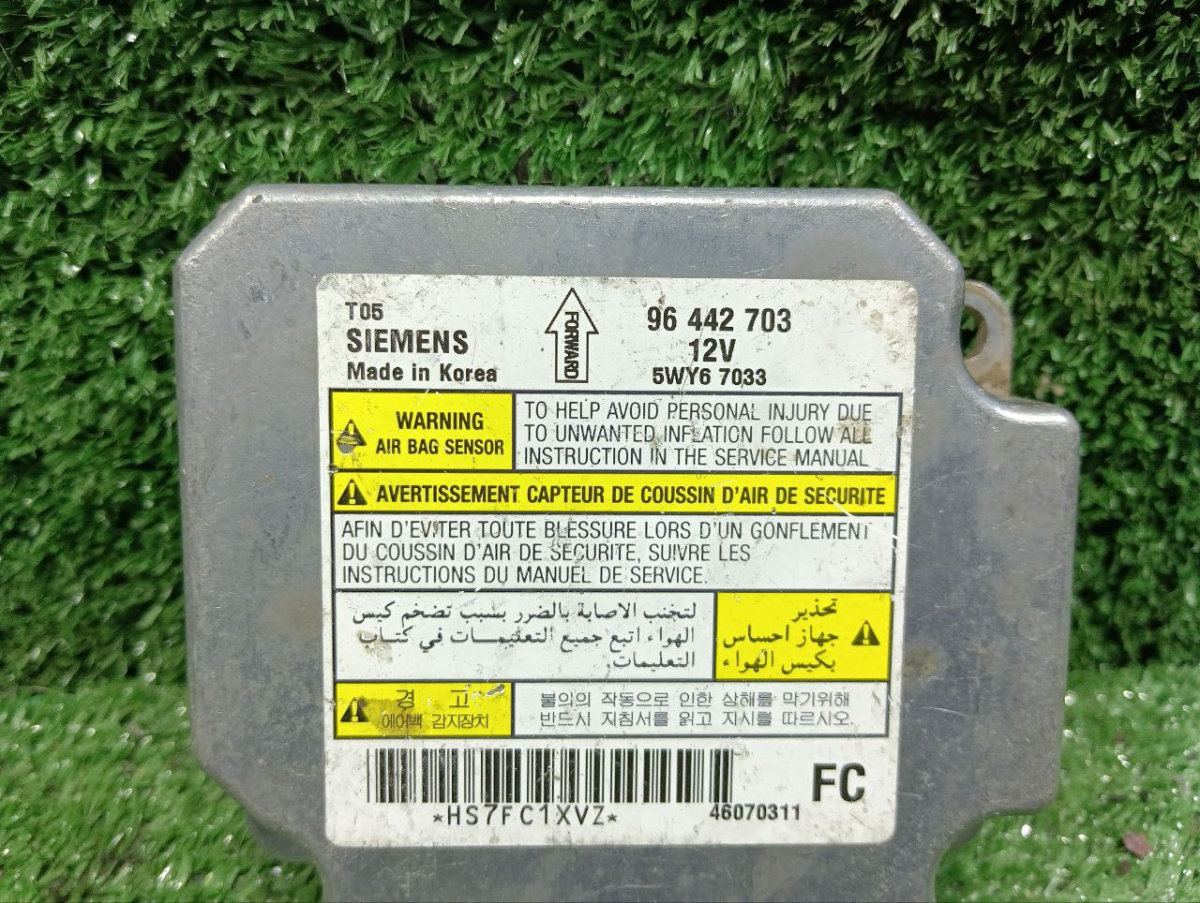 T05
SIEMENS
Made in Korea
FORWARD
96 442 703
12V
5WY6 7033
WARNING
AIR BAG SENSOR
TO HELP AVOID PERSONAL INJURY DUE
TO UNWANTED INFLATION FOLLOW ALL
INSTRUCTION IN THE SERVICE MANUAL
AVERTISSEMENT CAPTEUR DE COUSSIN D'AIR DE SECURITE
AFIN D'EVITER TOUTE BLESSURE LORS D'UN GONFLEMENT
DU COUSSIN D'AIR DE SECURITE, SUIVRE LES
INSTRUCTIONS DU MANUEL DE SERVICE.
تحذير
جهاز احساس
بكيس الهواء
لتجنب الاصابة بالضرر بسبب تضخم كيس
الهواء اتبع جميع التعليمات في كتاب
التعليمات.
경 고
에어백 감지장치
불의의 작동으로 인한 상해를 막기위해
반드시 지침서를 읽고 지시를 따르시오.
*HS7FC1XVZ*
46070311
FC